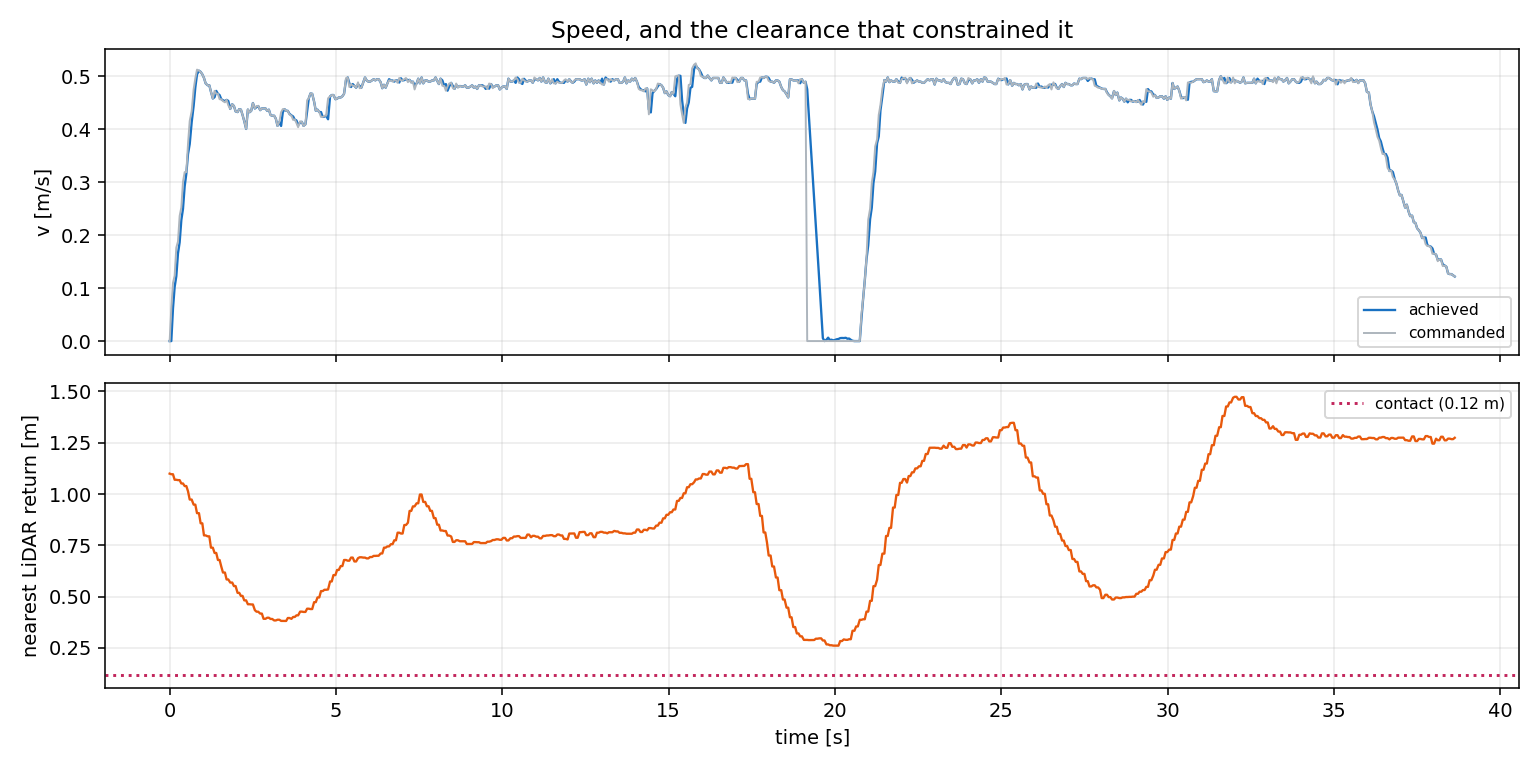 Speed, and the clearance that constrained it
v [m/s]
0.5
0.4
0.3
0.2
0.1
0.0
achieved
commanded
nearest LiDAR return [m]
1.50
1.25
1.00
0.75
0.50
0.25
contact (0.12 m)
0 5 10 15 20 25 30 35 40
time [s]